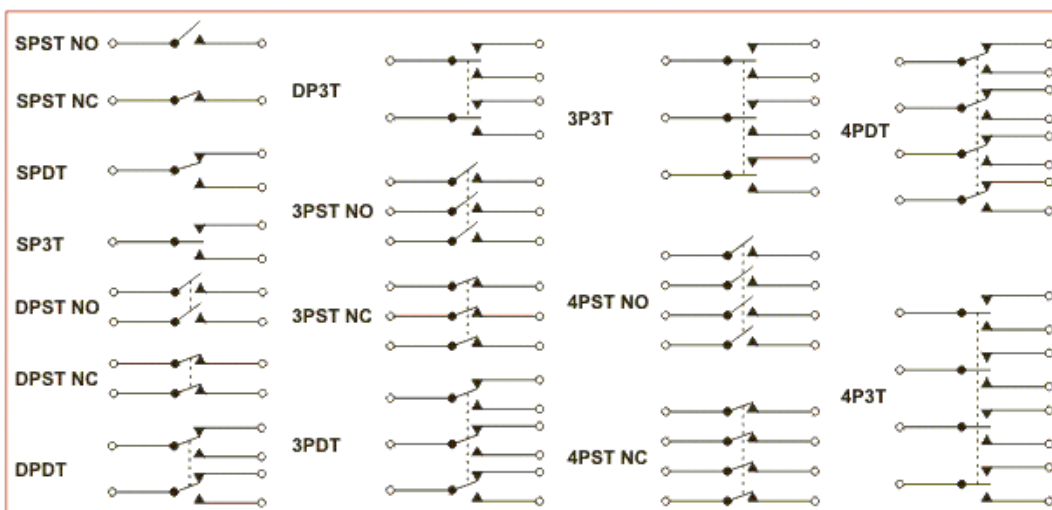 SPST NO
SPST NC
SPDT
SP3T
DPST NO
DPST NC
DPDT
DP3T
3PST NO
3PST NC
3PDT
3P3T
4PST NO
4PST NC
4PDT
4P3T